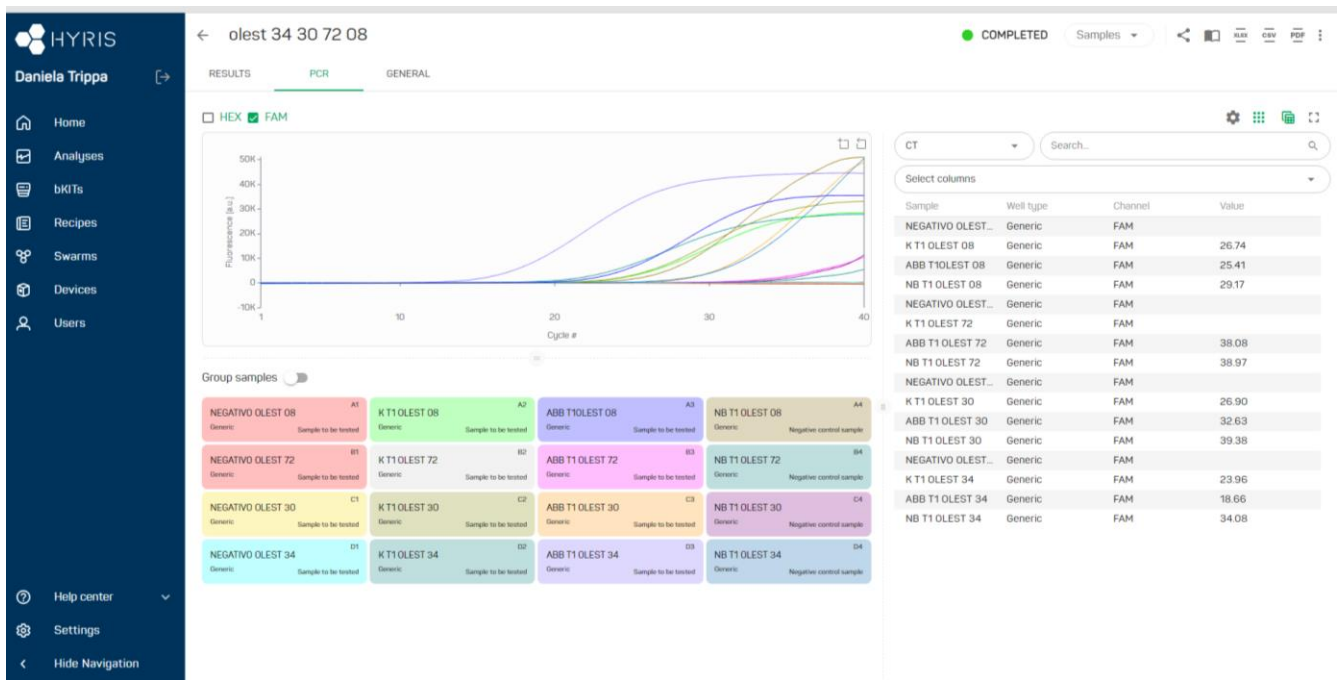 HYRIS
Daniela Trippa
Home
Analyses
bKITs
Recipes
Swarms
Devices
Users
Help center
Settings
Hide Navigation
olest 34 30 72 08
COMPLETED
Samples
XLSX CSV PDF
RESULTS PCR GENERAL
HEX FAM
Fluorescence [a.u.]
50K
40K
30K
20K
10K
0
-10K
1 10 20 30 40
Cycle #
Group samples
NEGATIVO OLEST 08 A1 K T1 OLEST 08 A2 ABB T1OLEST 08 A3 NB T1 OLEST 08 A4
Generic Sample to be tested Generic Sample to be tested Generic Sample to be tested Generic Negative control sample
NEGATIVO OLEST 72 B1 K T1 OLEST 72 B2 ABB T1 OLEST 72 B3 NB T1 OLEST 72 B4
Generic Sample to be tested Generic Sample to be tested Generic Sample to be tested Generic Negative control sample
NEGATIVO OLEST 30 C1 K T1 OLEST 30 C2 ABB T1 OLEST 30 C3 NB T1 OLEST 30 C4
Generic Sample to be tested Generic Sample to be tested Generic Sample to be tested Generic Negative control sample
NEGATIVO OLEST 34 D1 K T1 OLEST 34 D2 ABB T1 OLEST 34 D3 NB T1 OLEST 34 D4
Generic Sample to be tested Generic Sample to be tested Generic Sample to be tested Generic Negative control sample
CT Search...
Select columns
Sample Well type Channel Value
NEGATIVO OLEST... Generic FAM
K T1 OLEST 08 Generic FAM 26.74
ABB T1OLEST 08 Generic FAM 25.41
NB T1 OLEST 08 Generic FAM 29.17
NEGATIVO OLEST... Generic FAM
K T1 OLEST 72 Generic FAM
ABB T1 OLEST 72 Generic FAM 38.08
NB T1 OLEST 72 Generic FAM 38.97
NEGATIVO OLEST... Generic FAM
K T1 OLEST 30 Generic FAM 26.90
ABB T1 OLEST 30 Generic FAM 32.63
NB T1 OLEST 30 Generic FAM 39.38
NEGATIVO OLEST... Generic FAM
K T1 OLEST 34 Generic FAM 23.96
ABB T1 OLEST 34 Generic FAM 18.66
NB T1 OLEST 34 Generic FAM 34.08